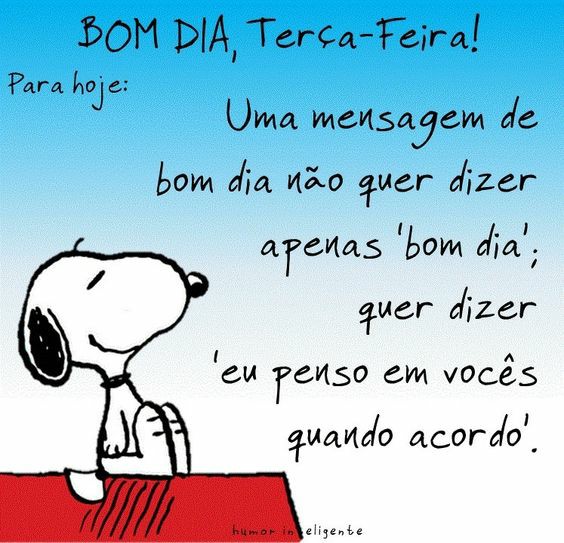 BOM DIA, Terça-Feira!
Para hoje:
Uma mensagem de
bom dia não quer dizer
apenas 'bom dia';
quer dizer
'eu penso em vocês
quando acordo'.
humor inteligente